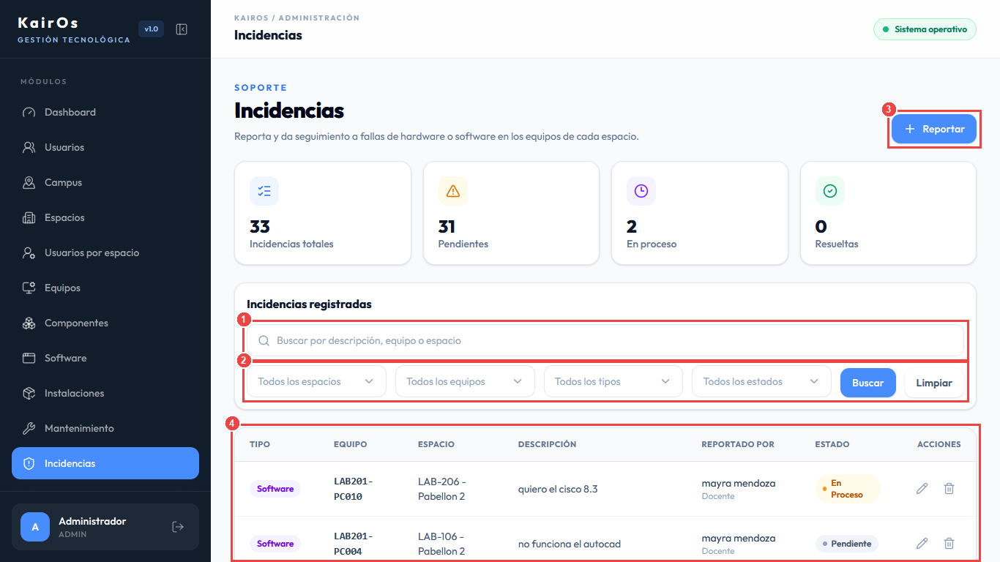 KairOs
GESTIÓN TECNOLÓGICA
v1.0
MÓDULOS
Dashboard
Usuarios
Campus
Espacios
Usuarios por espacio
Equipos
Componentes
Software
Instalaciones
Mantenimiento
Incidencias
A
Administrador
ADMIN
KAIROS / ADMINISTRACIÓN
Incidencias
Sistema operativo
SOPORTE
Incidencias
Reporta y da seguimiento a fallas de hardware o software en los equipos de cada espacio.
3
Reportar
33
Incidencias totales
31
Pendientes
2
En proceso
0
Resueltas
Incidencias registradas
1
Buscar por descripción, equipo o espacio
2
Todos los espacios
Todos los equipos
Todos los tipos
Todos los estados
Buscar
Limpiar
4
TIPO EQUIPO ESPACIO DESCRIPCIÓN REPORTADO POR ESTADO ACCIONES
Software
LAB201-
PC010
LAB-206 -
Pabellon 2
quiero el cisco 8.3
mayra mendoza
Docente
En
Proceso
Software
LAB201-
PC004
LAB-106 -
Pabellon 2
no funciona el autocad
mayra mendoza
Docente
Pendiente